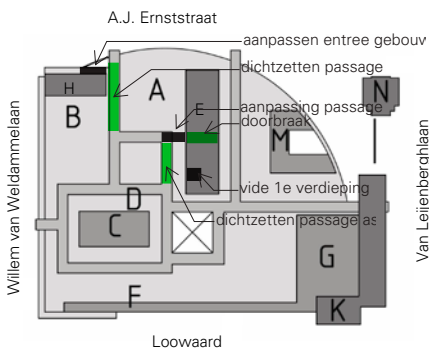 A.J. Ernststraat
aanpassen entree gebouw
dichtzetten passage
H
A
N
B
E
aanpassing passage
doorbraak
M
vide 1e verdieping
D
dichtzetten passage as
C
G
F
K
Willem van Weldammelaan
Van Leijenberghlaan
Loowaard